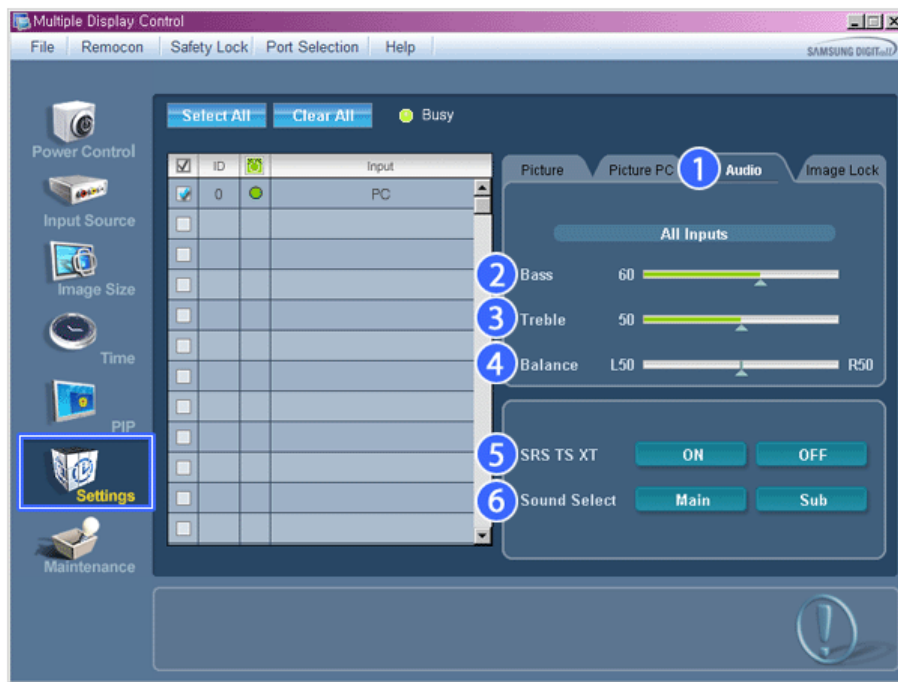 Multiple Display Control
File Remocon Safety Lock Port Selection Help
SAMSUNG DIGITall
Select All Clear All Busy
Power Control
Input Source
Image Size
Time
PIP
Settings
Maintenance
ID Input
0 PC
Picture Picture PC 1 Audio Image Lock
All Inputs
2 Bass 60
3 Treble 50
4 Balance L50 R50
5 SRS TS XT ON OFF
6 Sound Select Main Sub